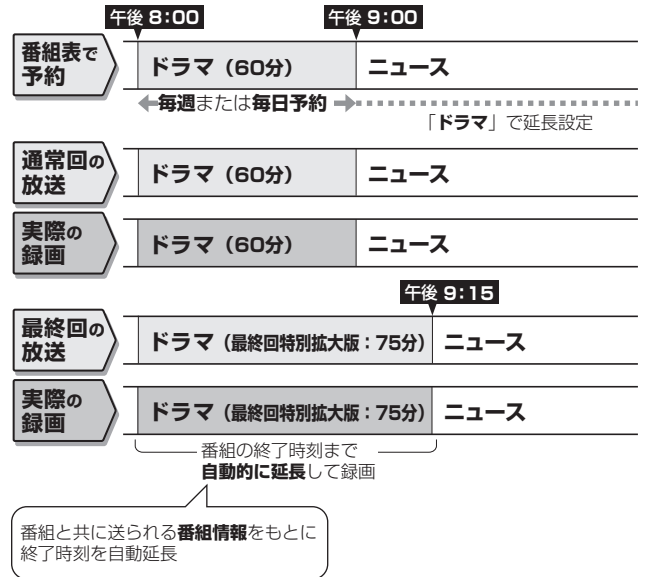 午後 8:00 午後 9:00
番組表で
予約
ドラマ（60分） ニュース
毎週または毎日予約
「ドラマ」で延長設定
通常回の
放送
ドラマ（60分） ニュース
実際の
録画
ドラマ（60分） ニュース
午後 9:15
最終回の
放送
ドラマ（最終回特別拡大版：75分） ニュース
実際の
録画
ドラマ（最終回特別拡大版：75分） ニュース
番組の終了時刻まで
自動的に延長して録画
番組と共に送られる番組情報をもとに
終了時刻を自動延長